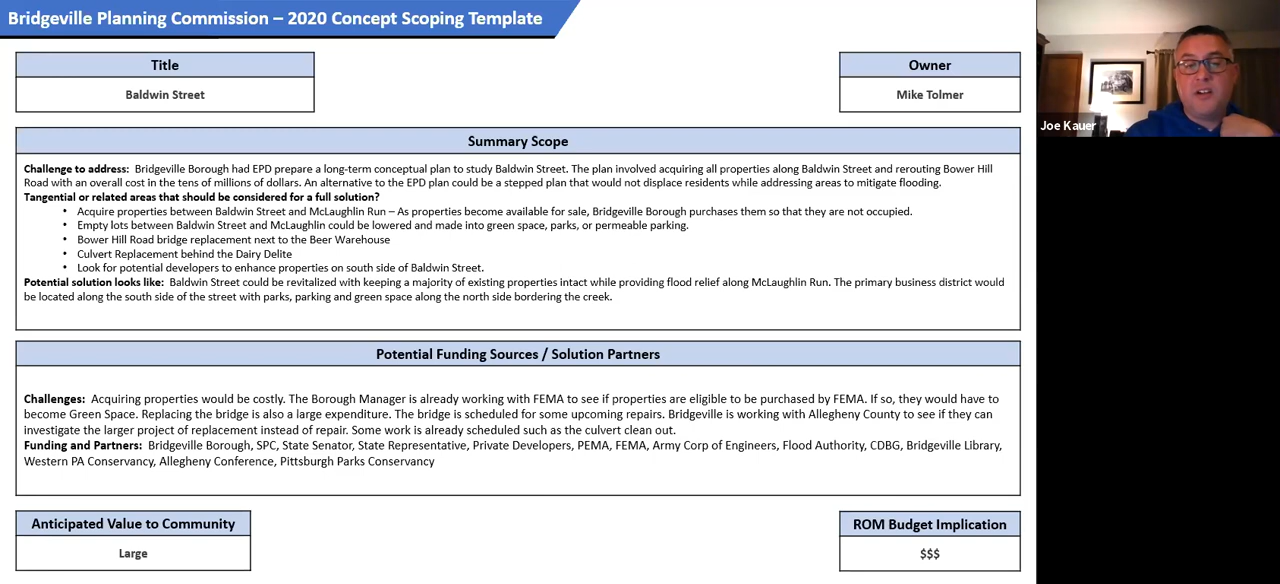 Bridgeville Planning Commission – 2020 Concept Scoping Template
Title
Baldwin Street
Owner
Mike Tolmer
Joe Kauer
Summary Scope
Challenge to address: Bridgeville Borough had EPD prepare a long-term conceptual plan to study Baldwin Street. The plan involved acquiring all properties along Baldwin Street and rerouting Bower Hill
Road with an overall cost in the tens of millions of dollars. An alternative to the EPD plan could be a stepped plan that would not displace residents while addressing areas to mitigate flooding.
Tangential or related areas that should be considered for a full solution?
• Acquire properties between Baldwin Street and McLaughlin Run – As properties become available for sale, Bridgeville Borough purchases them so that they are not occupied.
• Empty lots between Baldwin Street and McLaughlin could be lowered and made into green space, parks, or permeable parking.
• Bower Hill Road bridge replacement next to the Beer Warehouse
• Culvert Replacement behind the Dairy Delite
• Look for potential developers to enhance properties on south side of Baldwin Street.
Potential solution looks like: Baldwin Street could be revitalized with keeping a majority of existing properties intact while providing flood relief along McLaughlin Run. The primary business district would
be located along the south side of the street with parks, parking and green space along the north side bordering the creek.
Potential Funding Sources / Solution Partners
Challenges: Acquiring properties would be costly. The Borough Manager is already working with FEMA to see if properties are eligible to be purchased by FEMA. If so, they would have to
become Green Space. Replacing the bridge is also a large expenditure. The bridge is scheduled for some upcoming repairs. Bridgeville is working with Allegheny County to see if they can
investigate the larger project of replacement instead of repair. Some work is already scheduled such as the culvert clean out.
Funding and Partners: Bridgeville Borough, SPC, State Senator, State Representative, Private Developers, PEMA, FEMA, Army Corp of Engineers, Flood Authority, CDBG, Bridgeville Library,
Western PA Conservancy, Allegheny Conference, Pittsburgh Parks Conservancy
Anticipated Value to Community
Large
ROM Budget Implication
$$$